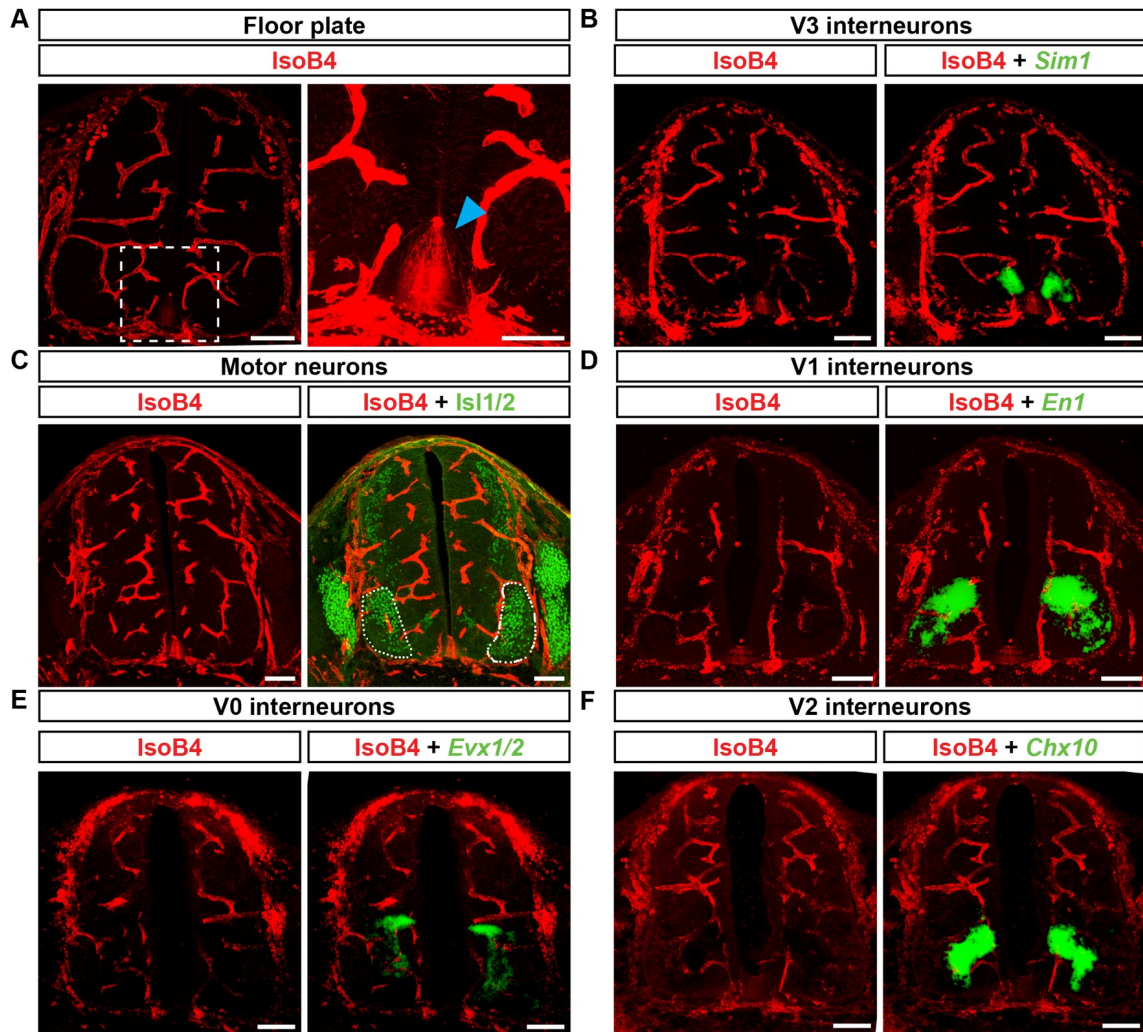 A
Floor plate
IsoB4
B
V3 interneurons
IsoB4
IsoB4 + Sim1
C
Motor neurons
IsoB4
IsoB4 + Isl1/2
D
V1 interneurons
IsoB4
IsoB4 + En1
E
V0 interneurons
IsoB4
IsoB4 + Evx1/2
F
V2 interneurons
IsoB4
IsoB4 + Chx10